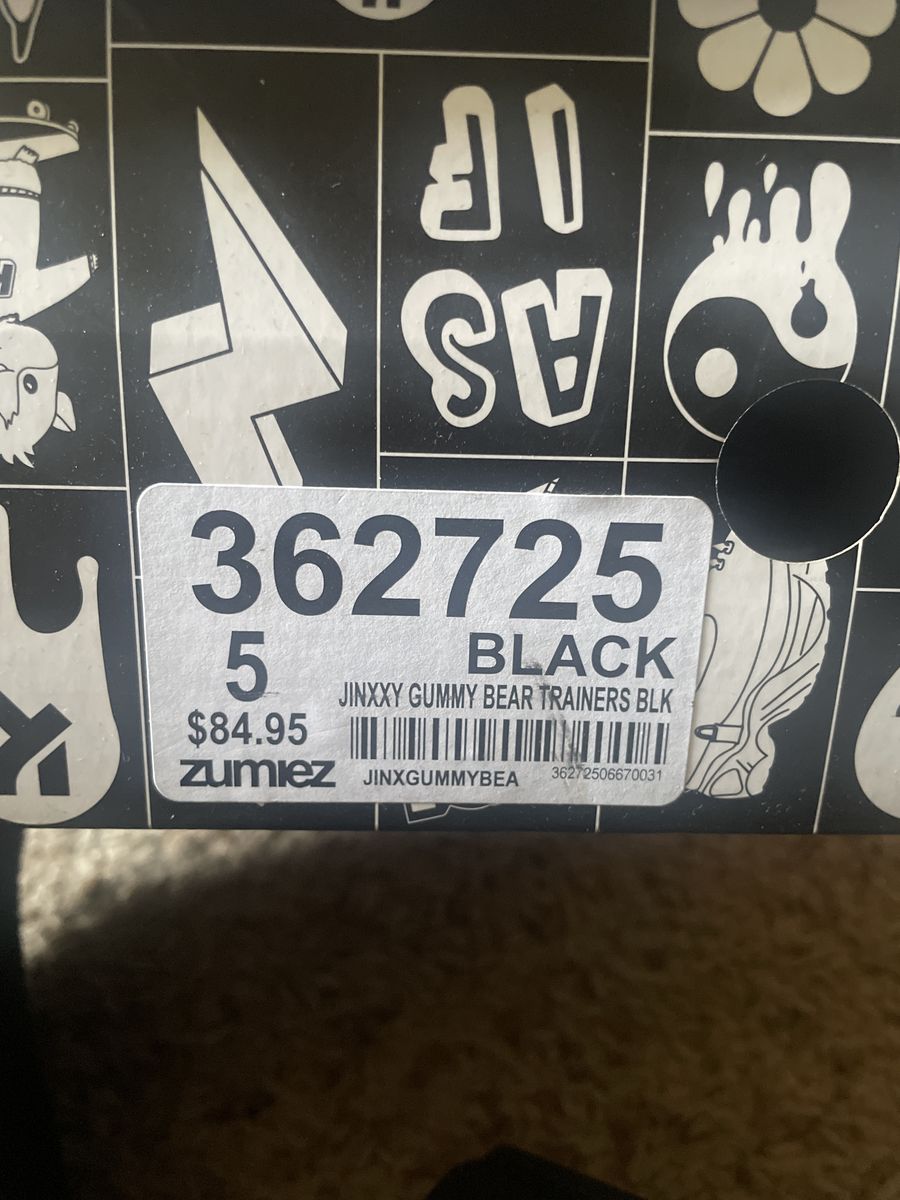 AS
IF
362725
5
BLACK
JINXXY GUMMY BEAR TRAINERS BLK
$84.95
zumiez
JINXGUMMYBEA
36272506670031